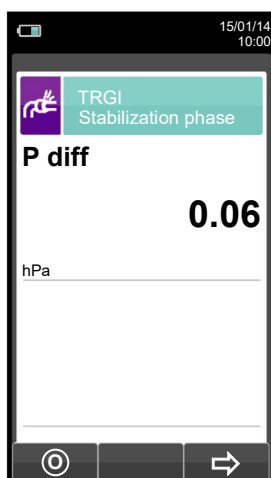 15/01/14
10:00
TRGI
Stabilization phase
P diff
0.06
hPa